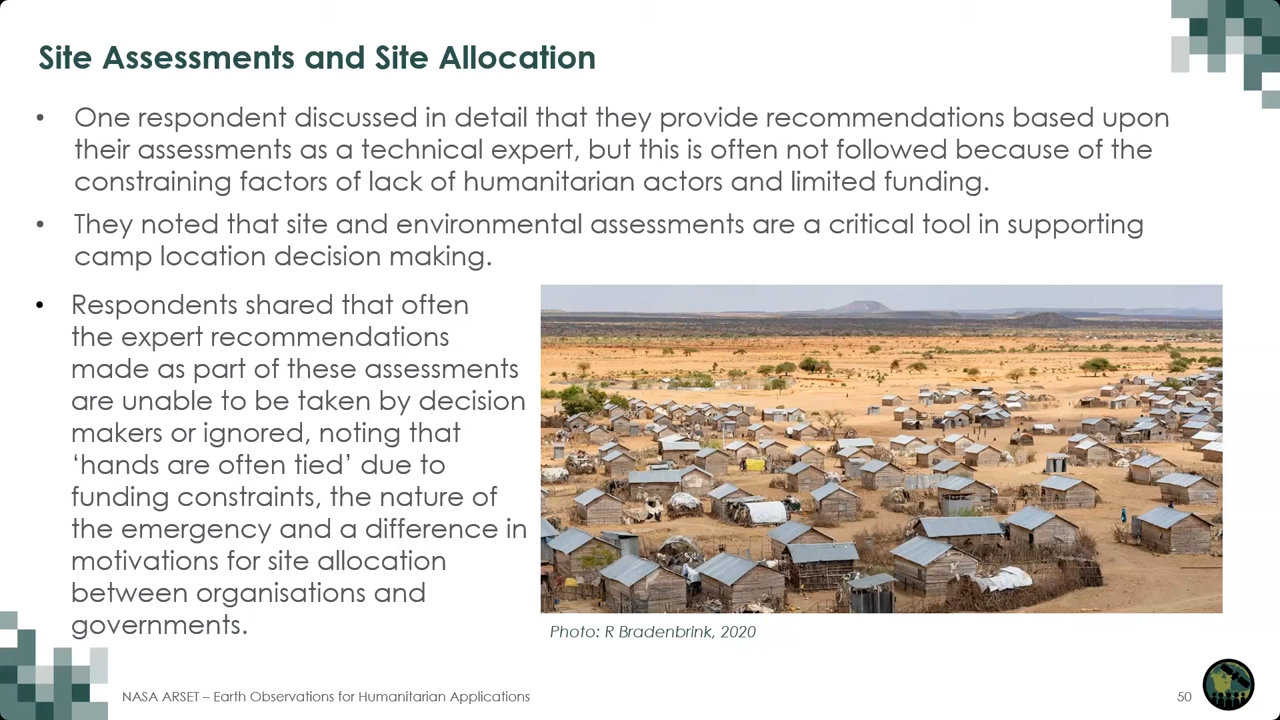 Site Assessments and Site Allocation
• One respondent discussed in detail that they provide recommendations based upon
their assessments as a technical expert, but this is often not followed because of the
constraining factors of lack of humanitarian actors and limited funding.
• They noted that site and environmental assessments are a critical tool in supporting
camp location decision making.
• Respondents shared that often
the expert recommendations
made as part of these assessments
are unable to be taken by decision
makers or ignored, noting that
‘hands are often tied’ due to
funding constraints, the nature of
the emergency and a difference in
motivations for site allocation
between organisations and
governments.
Photo: R Bradenbrink, 2020
NASA ARSET – Earth Observations for Humanitarian Applications
50